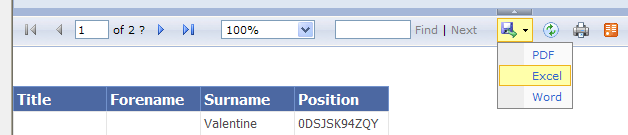 1 of 2 ? 100% Find | Next
PDF
Excel
Word
Title Forename Surname Position
Valentine 0DSJSK94ZQY